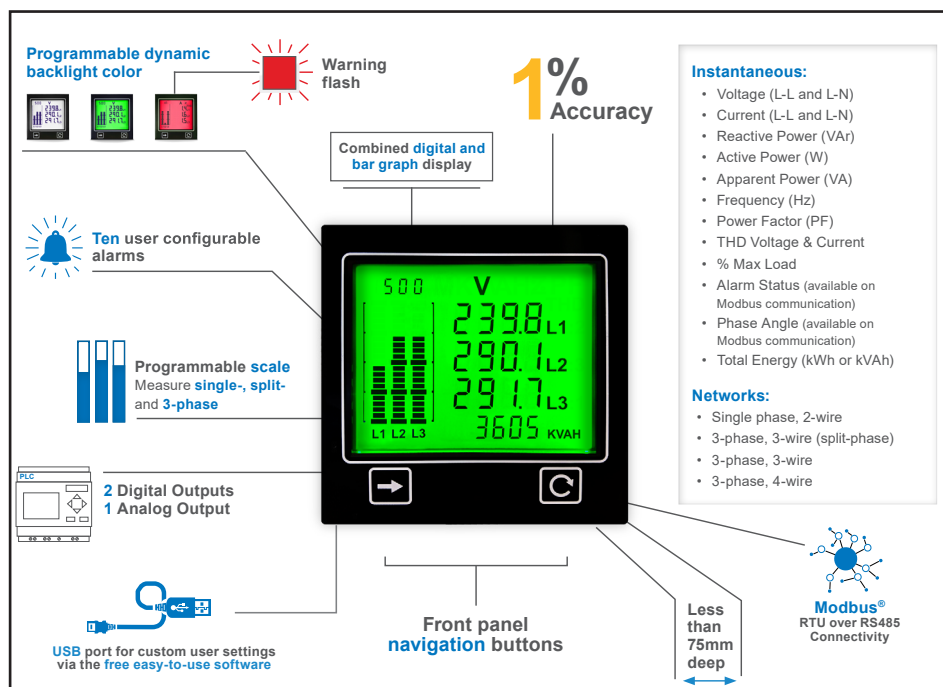 Programmable dynamic
backlight color
Warning
flash
1%
Accuracy
Combined digital and
bar graph display
Ten user configurable
alarms
Programmable scale
Measure single-, split-
and 3-phase
PLC
2 Digital Outputs
1 Analog Output
USB port for custom user settings
via the free easy-to-use software
500 V
239.8 L1
290.1 L2
291.7 L3
L1 L2 L3
3605 KVAH
Front panel
navigation buttons
Less
than
75mm
deep
Instantaneous:
• Voltage (L-L and L-N)
• Current (L-L and L-N)
• Reactive Power (VAr)
• Active Power (W)
• Apparent Power (VA)
• Frequency (Hz)
• Power Factor (PF)
• THD Voltage & Current
• % Max Load
• Alarm Status (available on
Modbus communication)
• Phase Angle (available on
Modbus communication)
• Total Energy (kWh or kVAh)
Networks:
• Single phase, 2-wire
• 3-phase, 3-wire (split-phase)
• 3-phase, 3-wire
• 3-phase, 4-wire
Modbus®
RTU over RS485
Connectivity